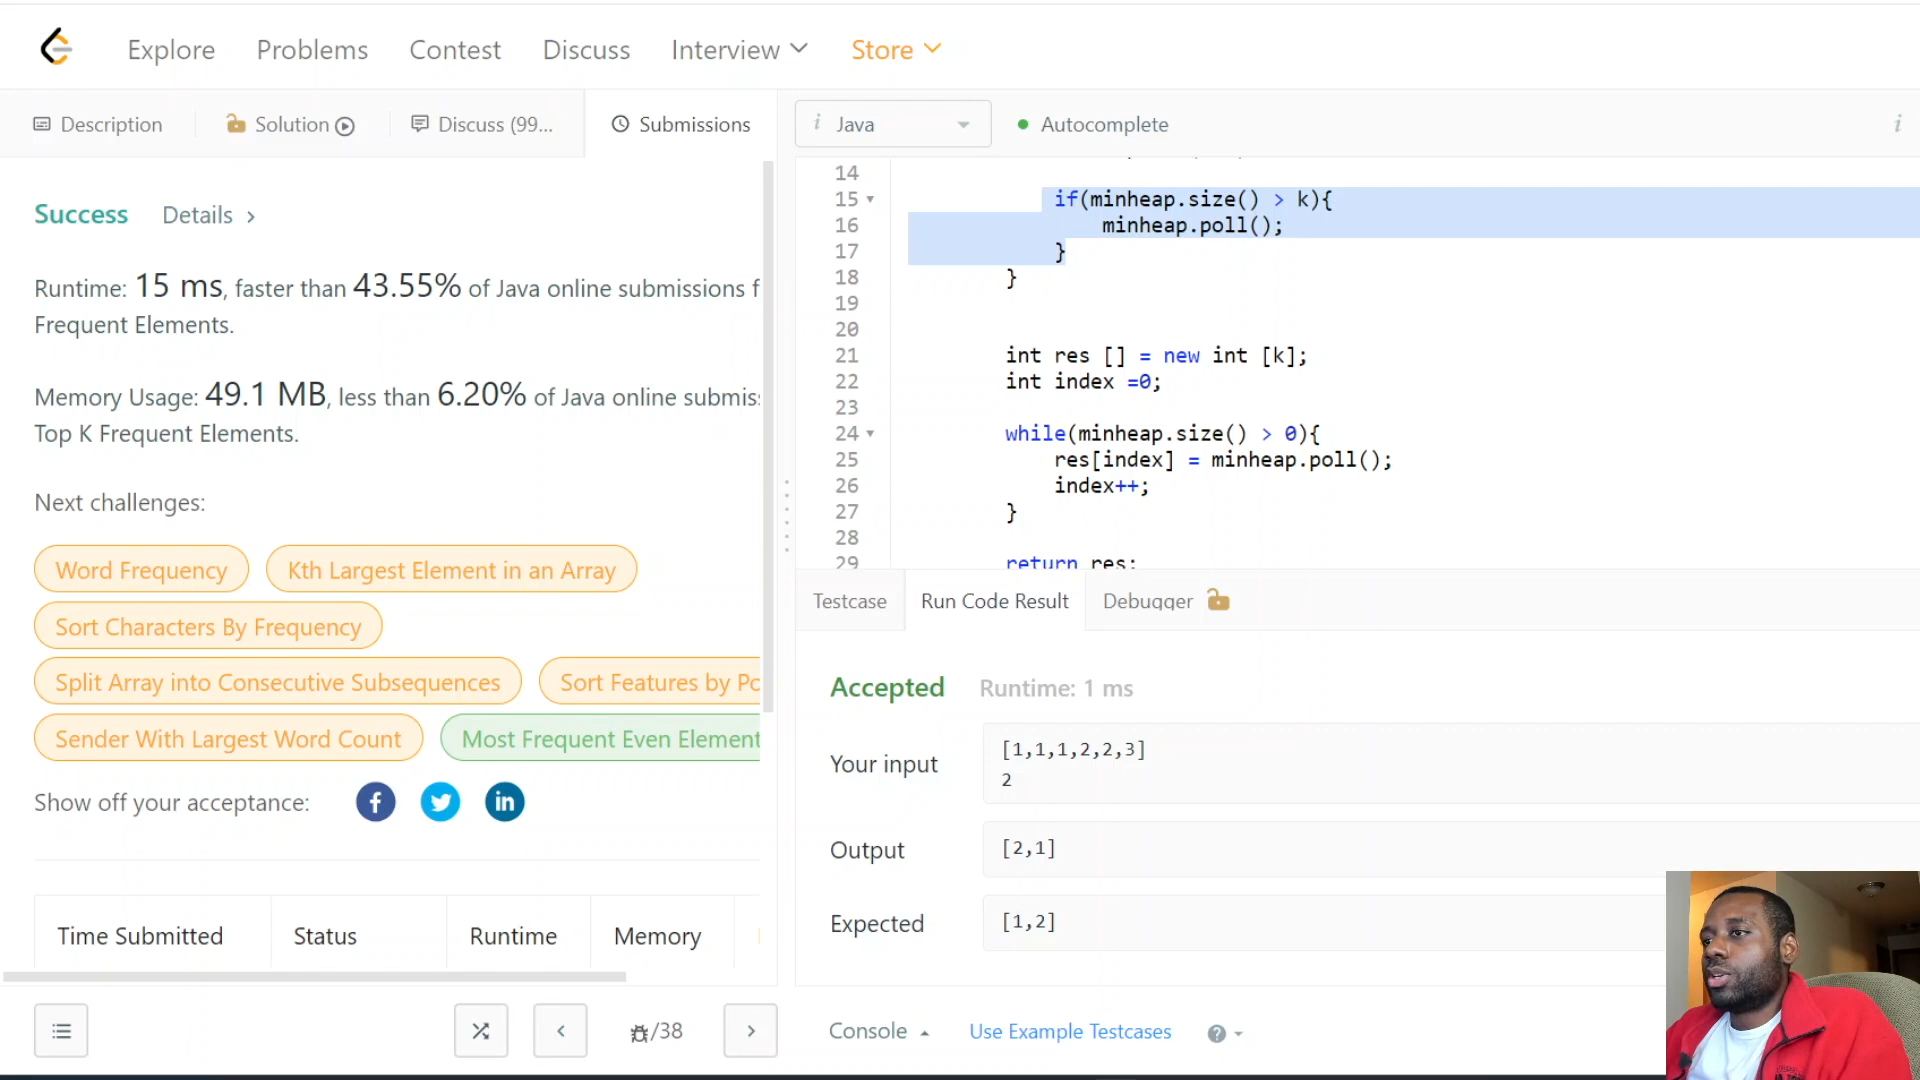 Explore Problems Contest Discuss Interview Store
Description Solution Discuss (99... Submissions
i Java Autocomplete i
Success Details >
Runtime: 15 ms, faster than 43.55% of Java online submissions f
Frequent Elements.
Memory Usage: 49.1 MB, less than 6.20% of Java online submis
Top K Frequent Elements.
Next challenges:
Word Frequency Kth Largest Element in an Array
Sort Characters By Frequency
Split Array into Consecutive Subsequences Sort Features by Po
Sender With Largest Word Count Most Frequent Even Element
Show off your acceptance: f in
Time Submitted Status Runtime Memory
/38
14
15 if(minheap.size() > k){
16 minheap.poll();
17 }
18 }
19
20
21 int res [] = new int [k];
22 int index =0;
23
24 while(minheap.size() > 0){
25 res[index] = minheap.poll();
26 index++;
27 }
28
29 return res;
Testcase Run Code Result Debugger
Accepted Runtime: 1 ms
Your input
[1,1,1,2,2,3]
2
Output [2,1]
Expected [1,2]
Console Use Example Testcases ?